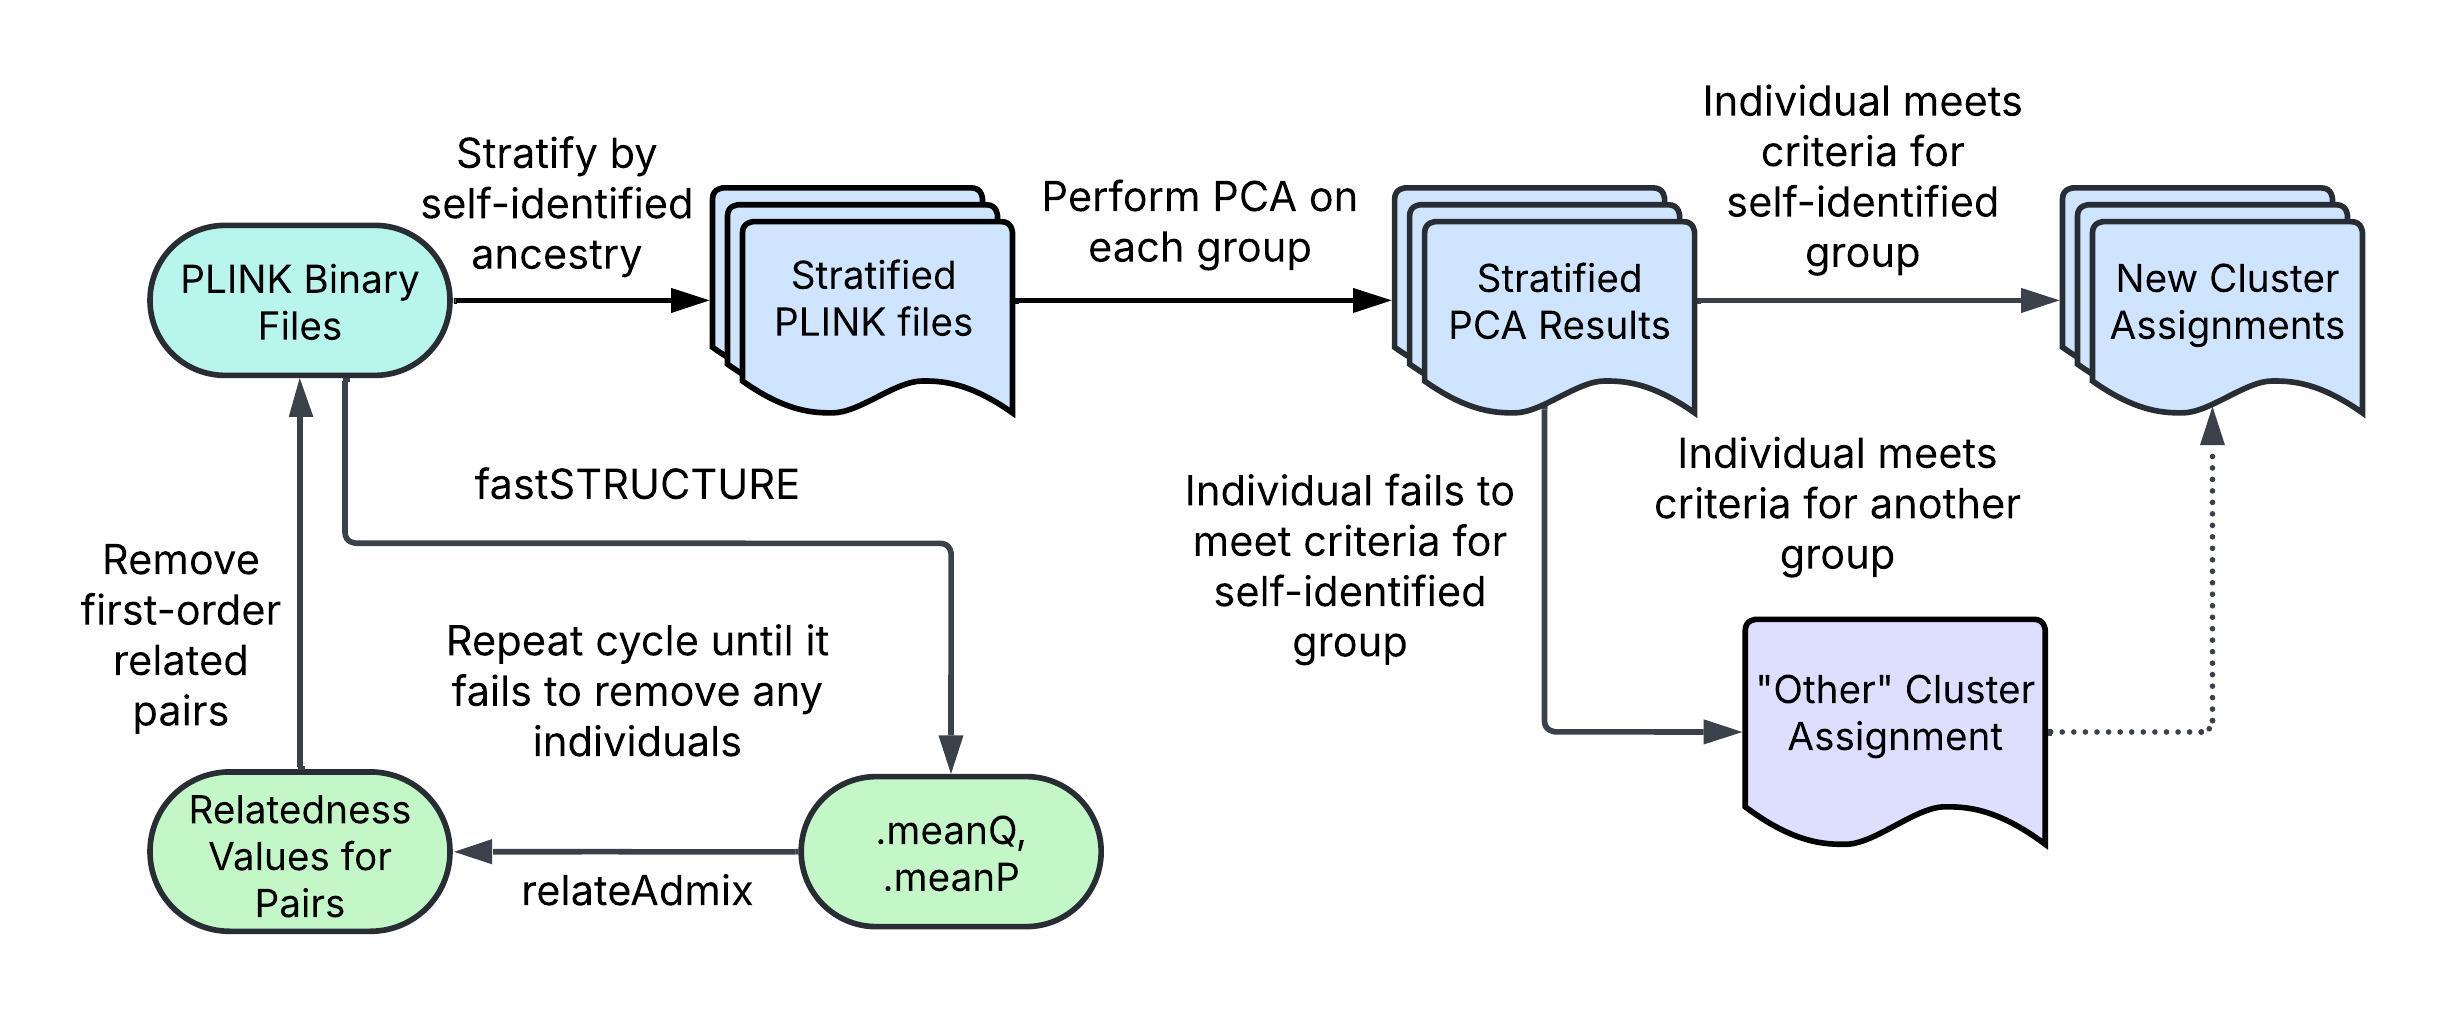 Stratify by
self-identified
ancestry
PLINK Binary
Files
Stratified
PLINK files
Perform PCA on
each group
Stratified
PCA Results
Individual meets
criteria for
self-identified
group
New Cluster
Assignments
fastSTRUCTURE
Remove
first-order
related
pairs
Repeat cycle until it
fails to remove any
individuals
Relatedness
Values for
Pairs
relateAdmix
.meanQ,
.meanP
Individual fails to
meet criteria for
self-identified
group
Individual meets
criteria for another
group
"Other" Cluster
Assignment